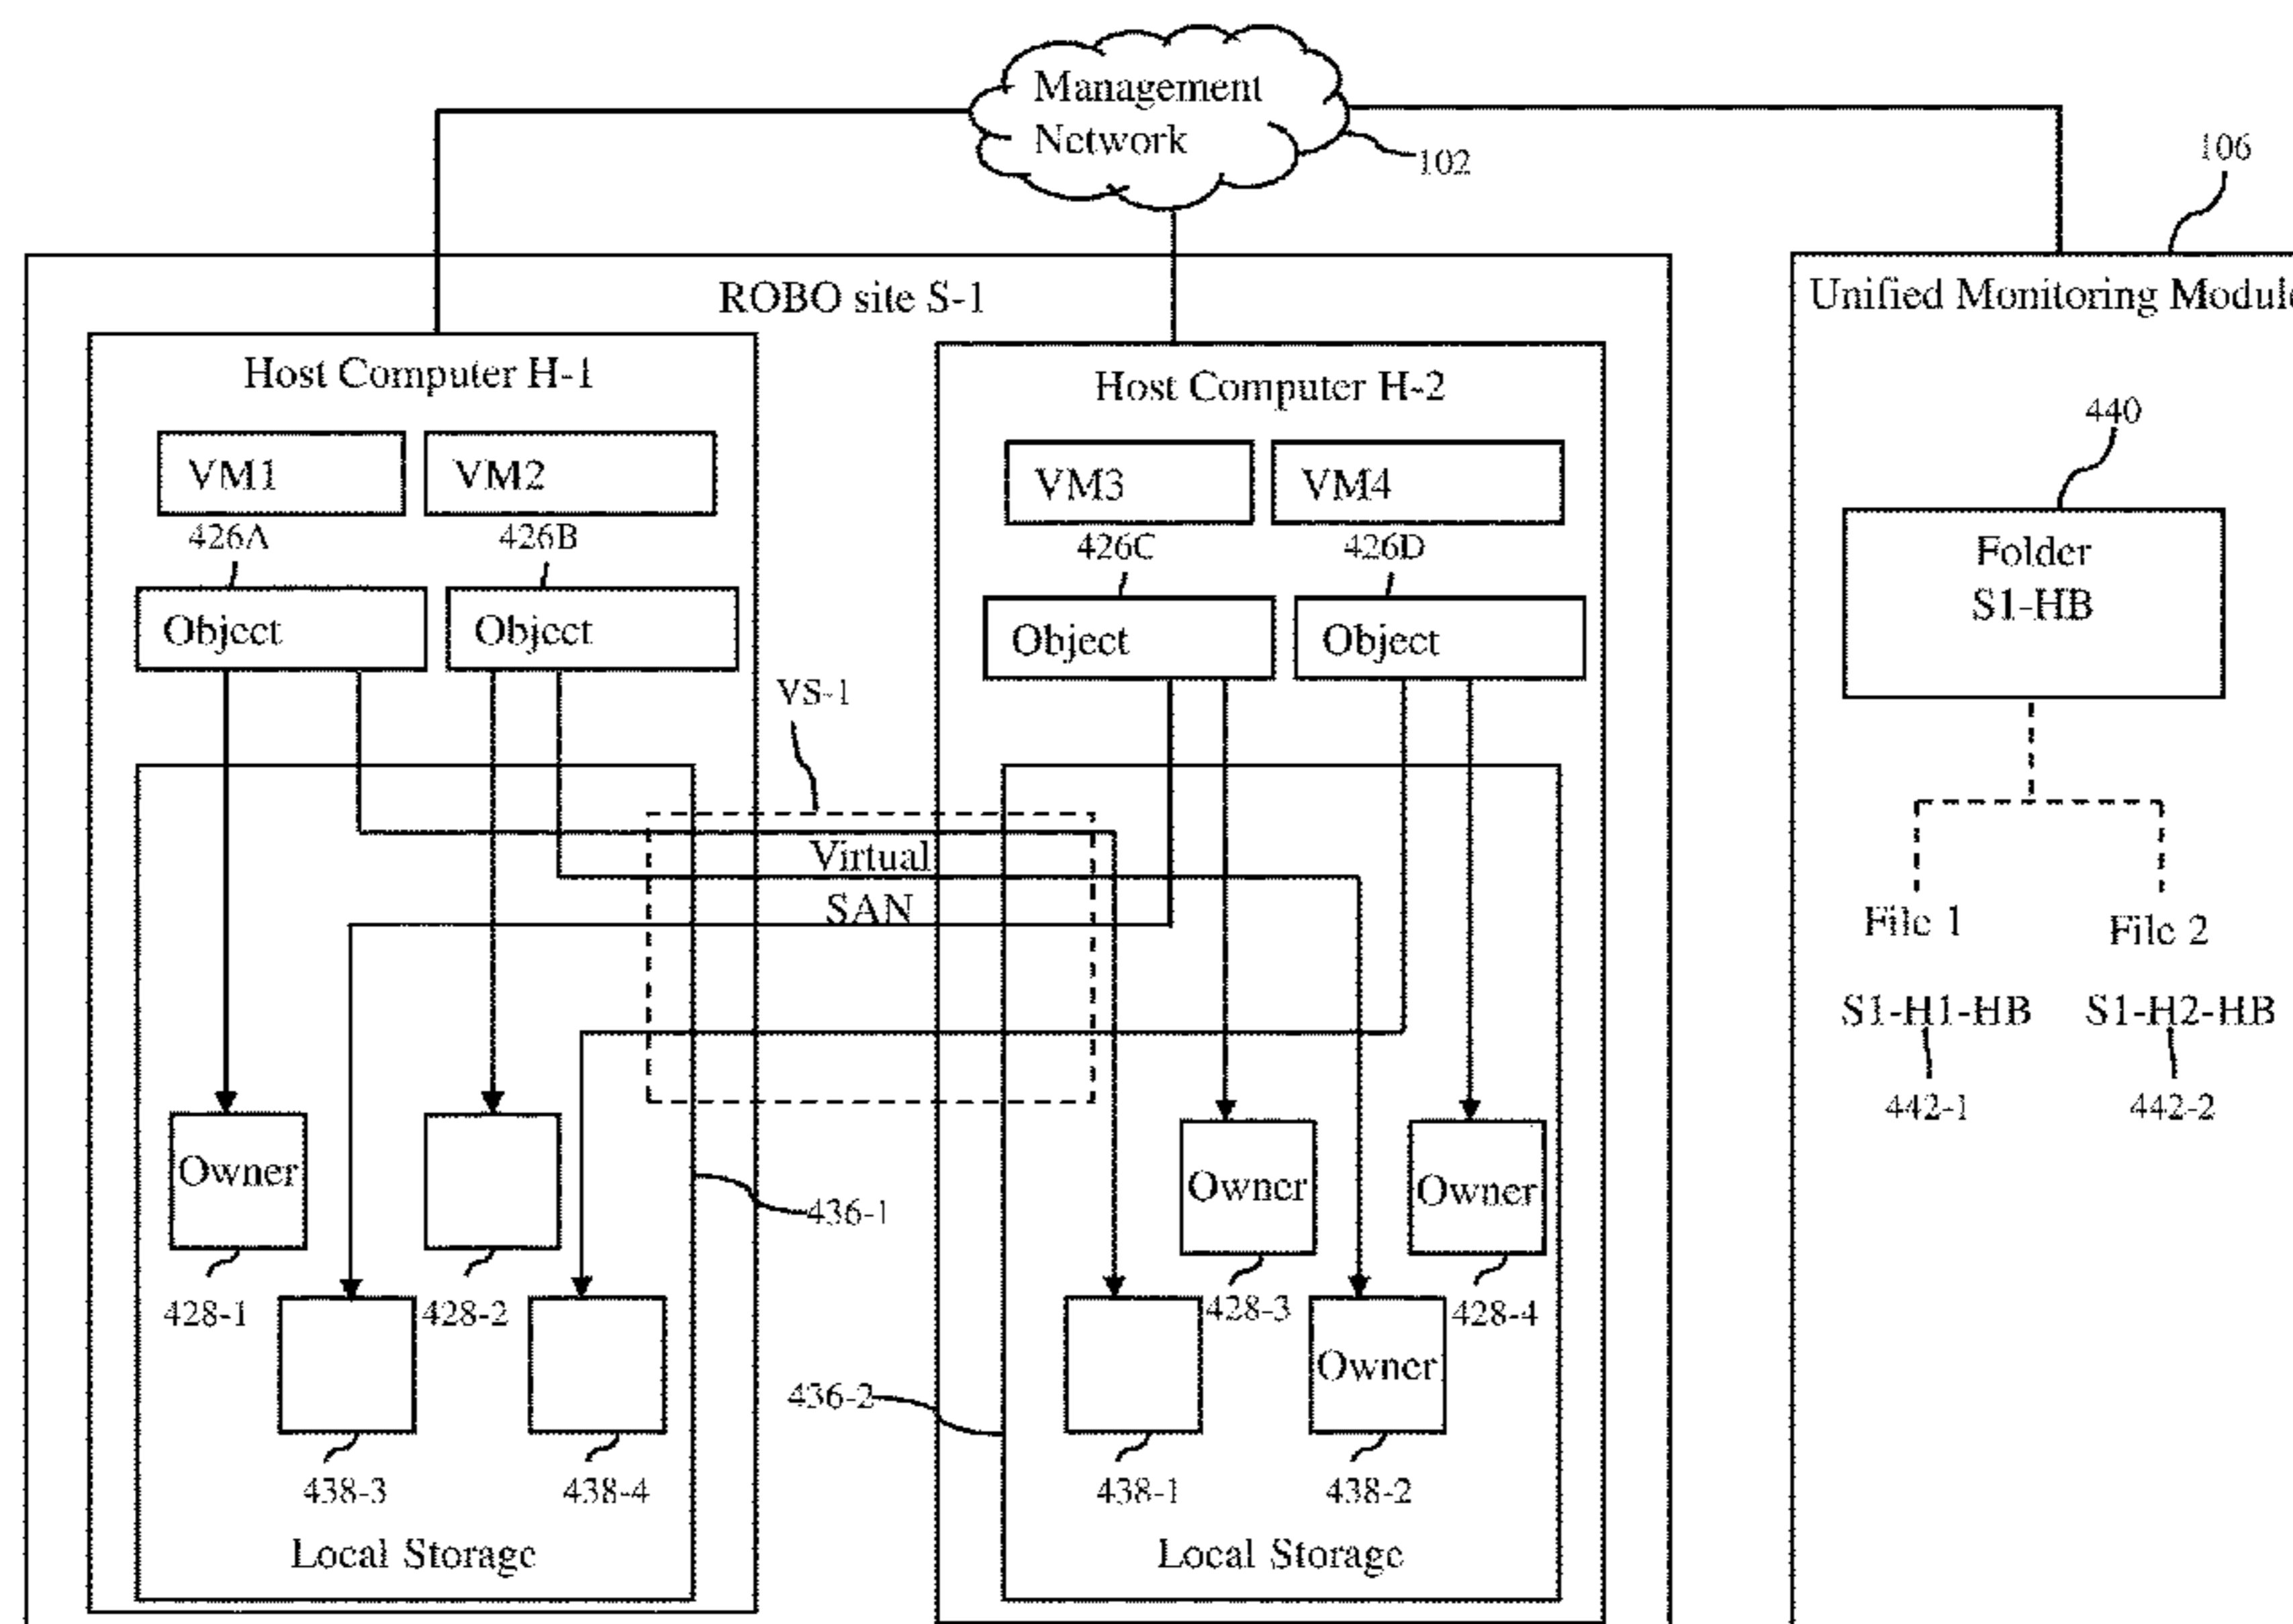 Management
Network
102
106
ROBO site S-1
Unified Monitoring Module
Host Computer H-1
Host Computer H-2
440
VM1
VM2
VM3
VM4
426A
426B
426C
426D
Folder
S1-HB
Object
Object
Object
Object
VS-1
Virtual
SAN
File 1
File 2
S1-H1-HB
S1-H2-HB
442-1
442-2
Owner
Owner
Owner
436-1
428-1
428-2
428-3
428-4
Owner
436-2
438-3
438-4
438-1
438-2
Local Storage
Local Storage